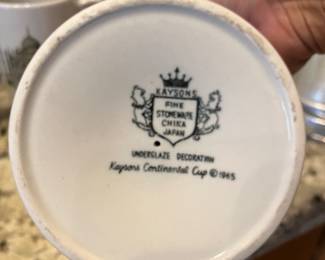 KAYSONS
FINE
STONEWARE
CHINA
JAPAN
UNDERGLAZE DECORATION
Kaysons Continental Cup © 1965